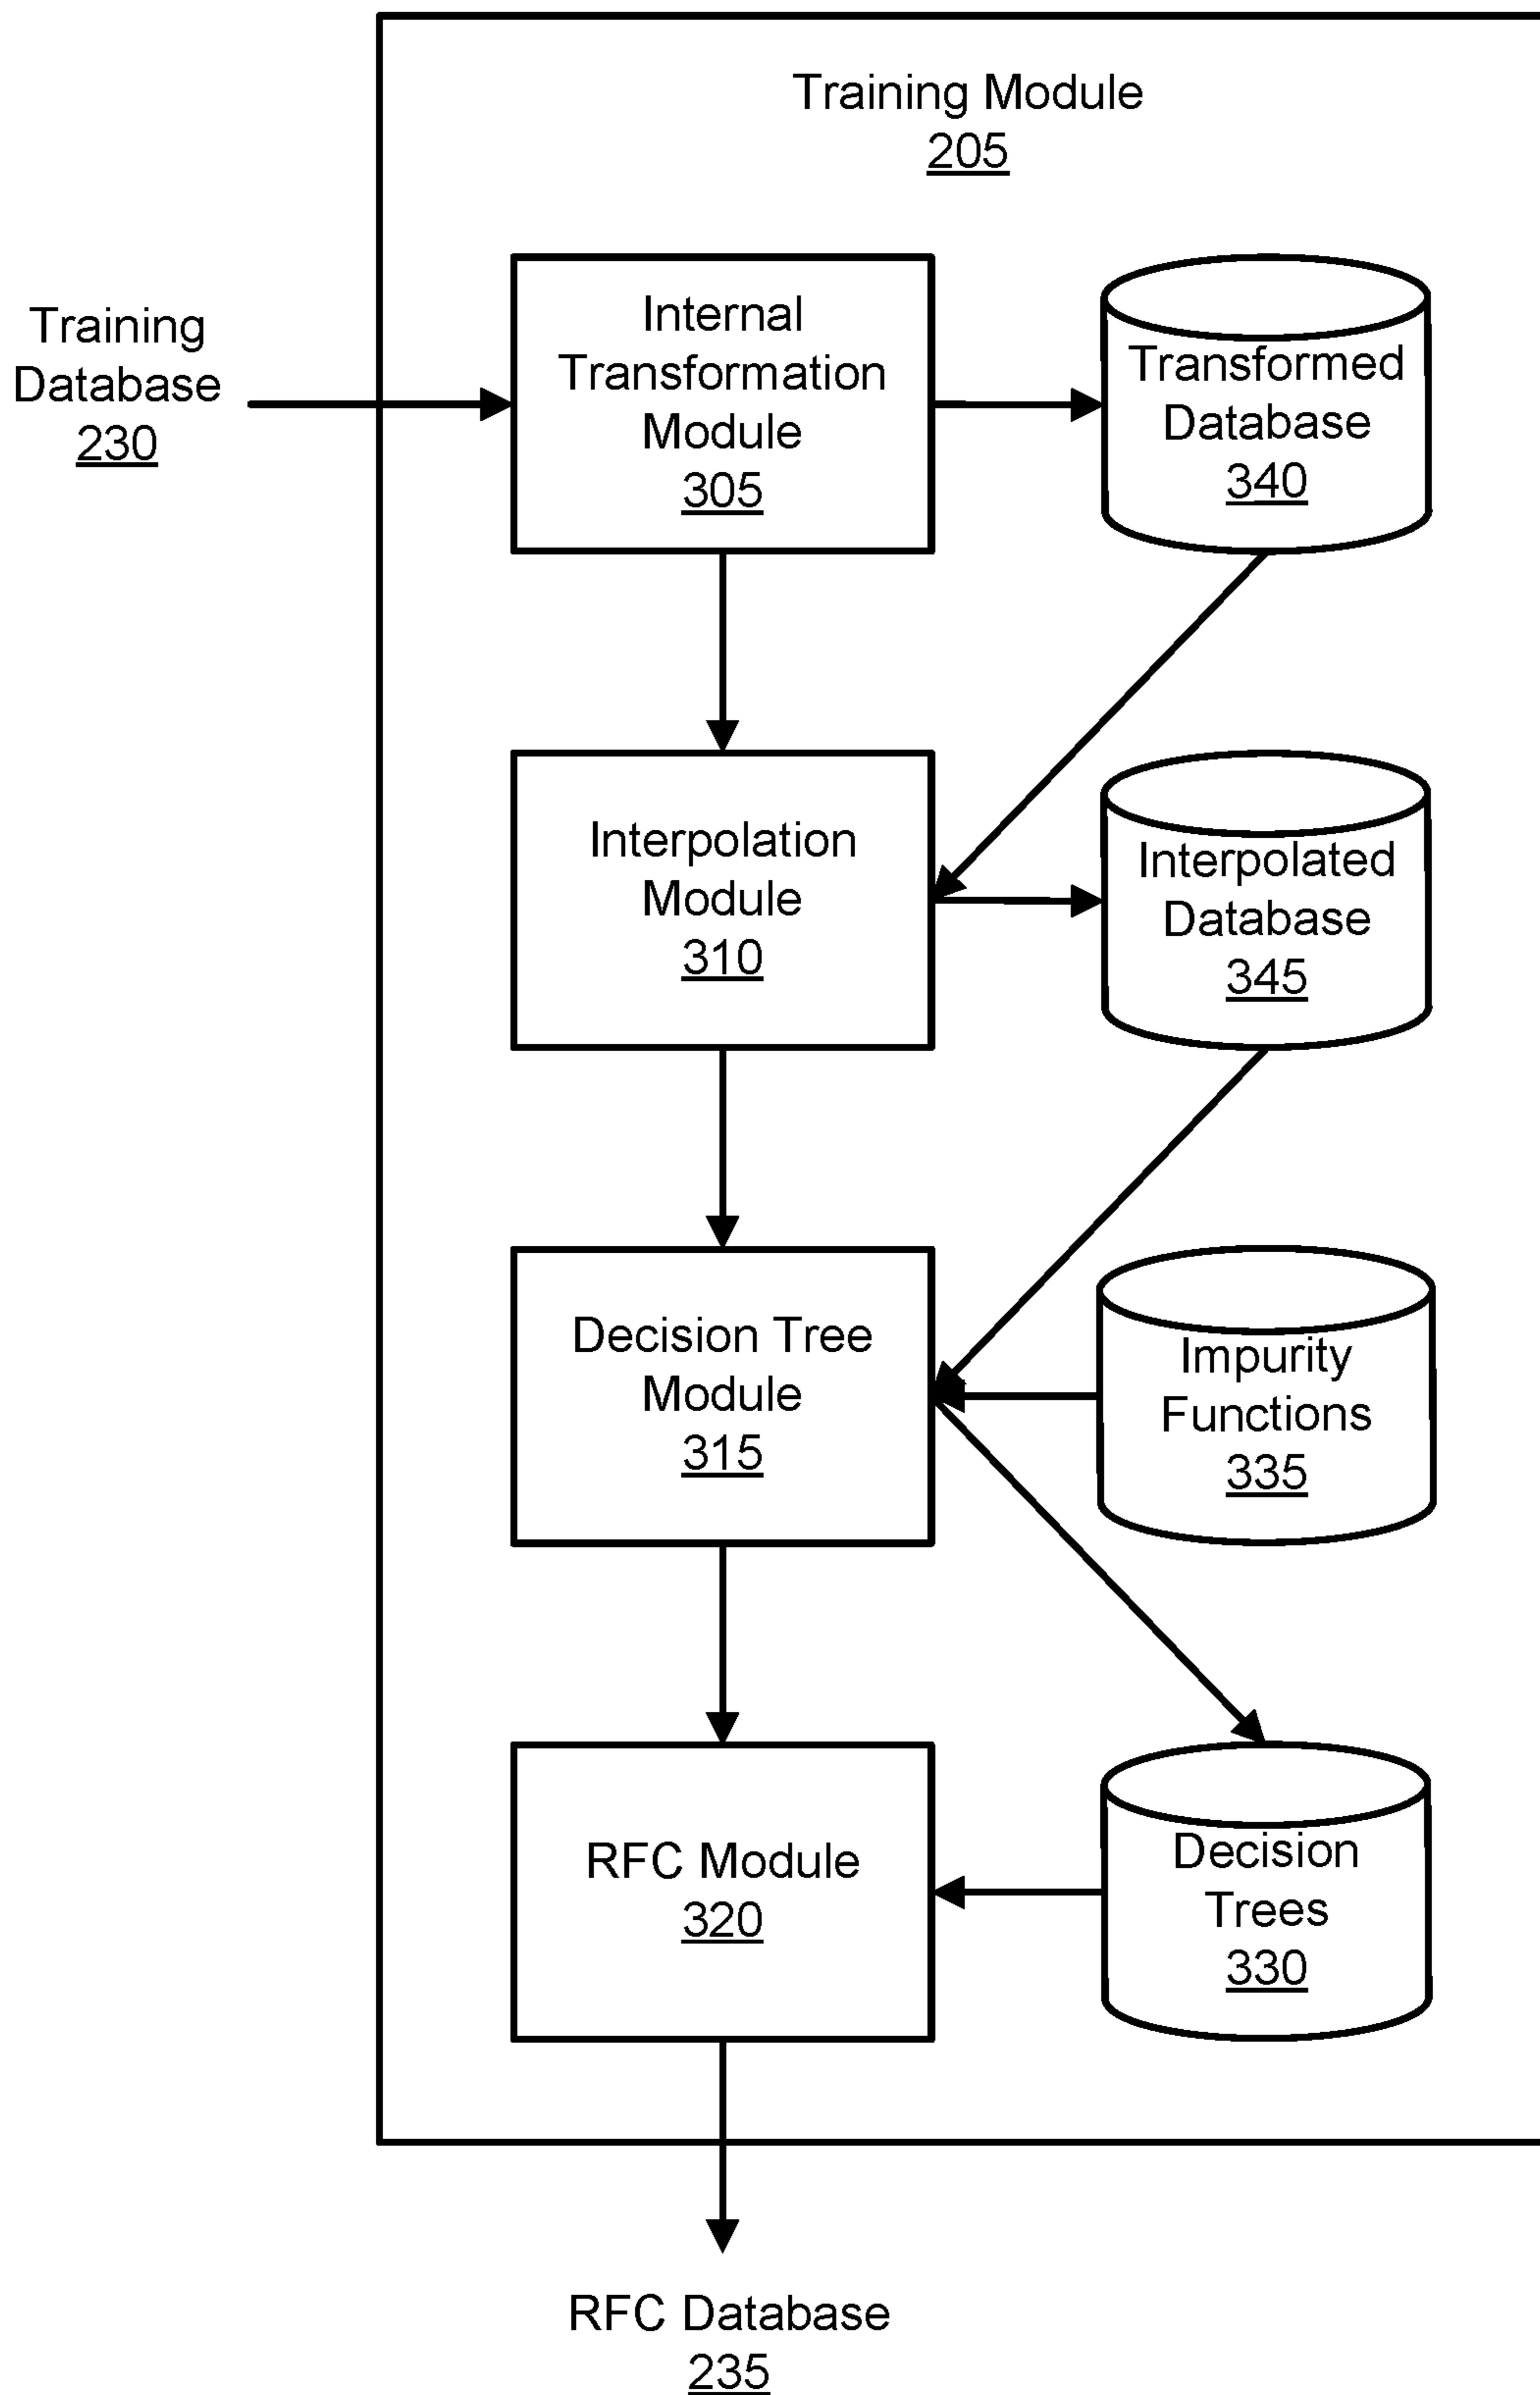 Training Module
205
Training
Database
230
Internal
Transformation
Module
305
Transformed
Database
340
Interpolation
Module
310
Interpolated
Database
345
Decision Tree
Module
315
Impurity
Functions
335
RFC Module
320
Decision
Trees
330
RFC Database
235